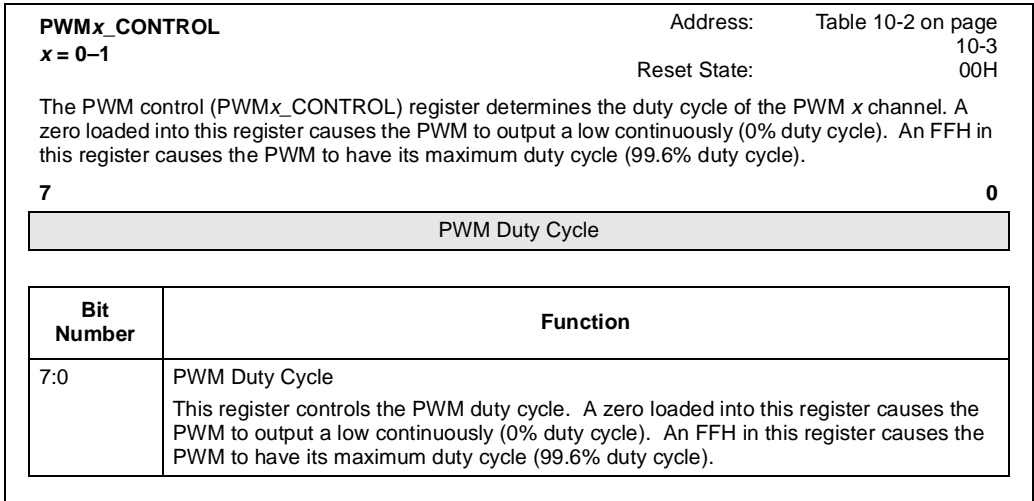 PWMx_CONTROL
x = 0–1
Address: Table 10-2 on page
10-3
Reset State: 00H
The PWM control (PWMx_CONTROL) register determines the duty cycle of the PWM x channel. A
zero loaded into this register causes the PWM to output a low continuously (0% duty cycle). An FFH in
this register causes the PWM to have its maximum duty cycle (99.6% duty cycle).
7 0
PWM Duty Cycle
Bit
Number
Function
7:0 PWM Duty Cycle
This register controls the PWM duty cycle. A zero loaded into this register causes the
PWM to output a low continuously (0% duty cycle). An FFH in this register causes the
PWM to have its maximum duty cycle (99.6% duty cycle).